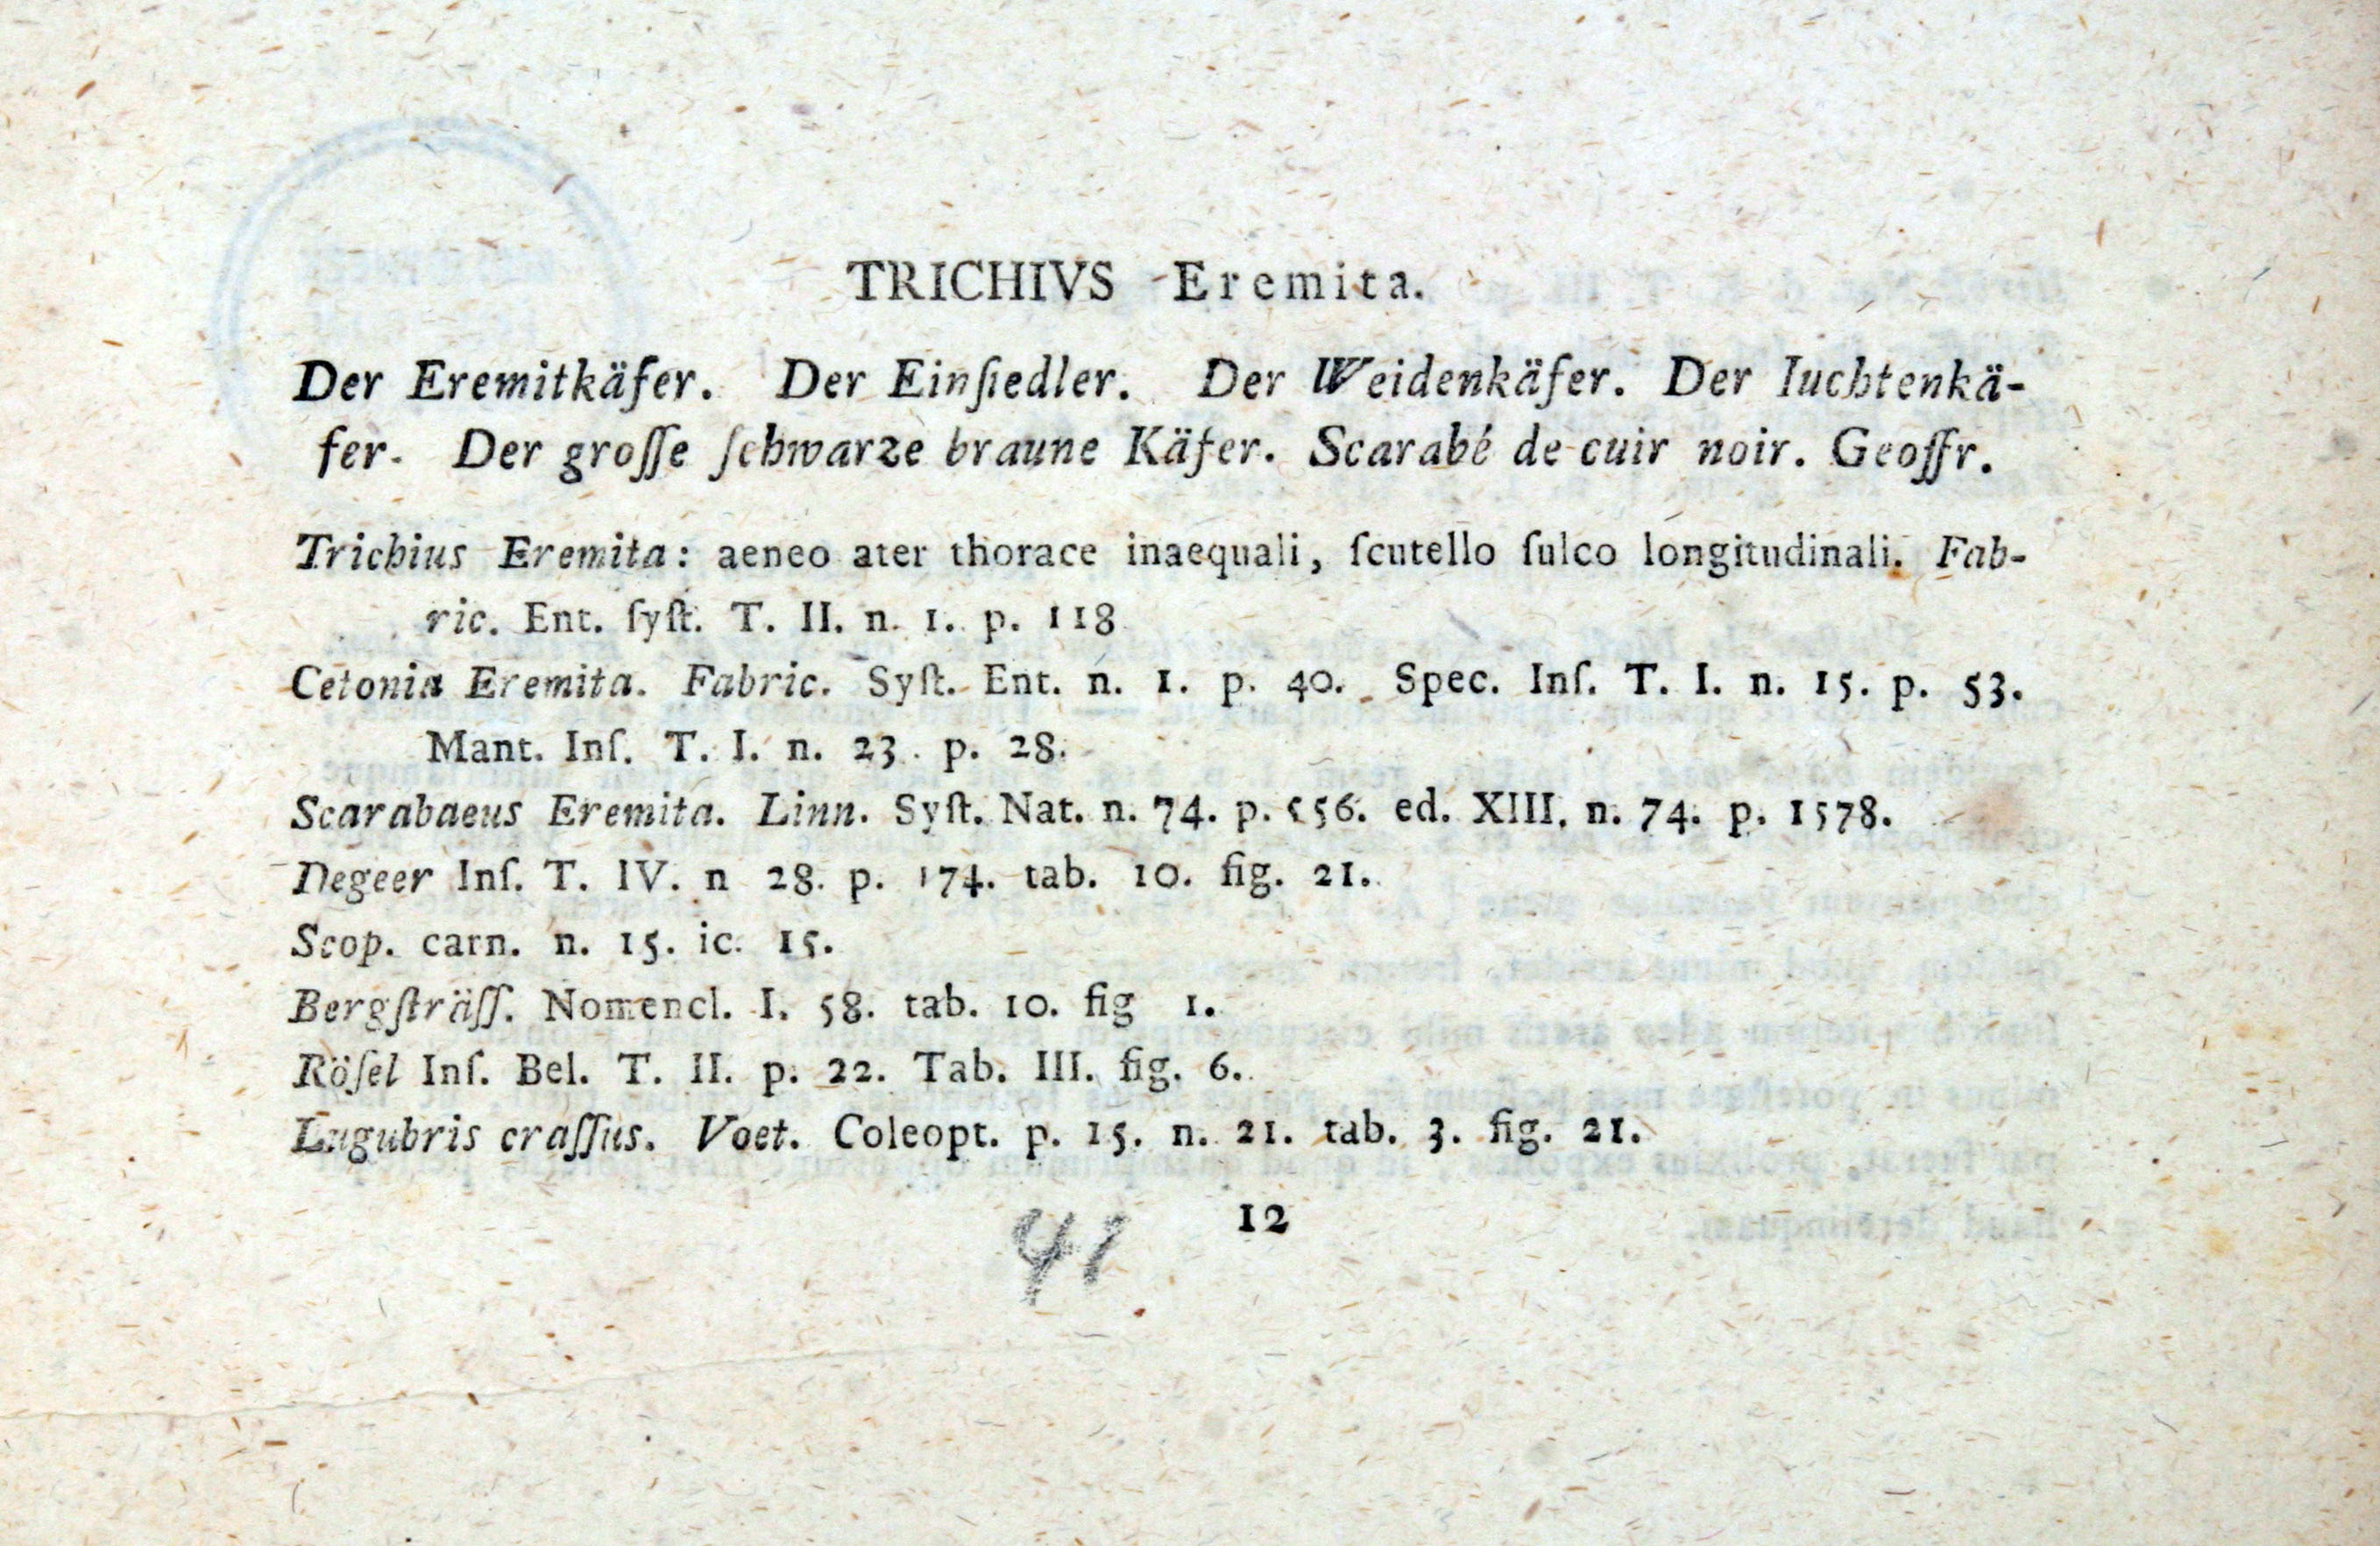 TRICHIVS Eremita.
Der Eremitkäfer. Der Einſiedler. Der Weidenkäfer. Der Iuchtenkä-
fer. Der groſſe ſchwarze braune Käfer. Scarabé de cuir noir. Geoffr.
Trichius Eremita: aeneo ater thorace inaequali, ſcutello ſulco longitudinali. Fab-
ric. Ent. ſyſt. T. II. n. 1. p. 118
Cetonia Eremita. Fabric. Syſt. Ent. n. 1. p. 40. Spec. Inſ. T. I. n. 15. p. 53.
Mant. Inſ. T. I. n. 23. p. 28.
Scarabaeus Eremita. Linn. Syſt. Nat. n. 74. p. 556. ed. XIII. n. 74. p. 1578.
Degeer Inſ. T. IV. n 28. p. 174. tab. 10. fig. 21.
Scop. carn. n. 15. ic. 15.
Bergſträſſ. Nomencl. I. 58. tab. 10. fig 1.
Röſel Inſ. Bel. T. II. p. 22. Tab. III. fig. 6.
Lugubris craſſus. Voet. Coleopt. p. 15. n. 21. tab. 3. fig. 21.
12
41